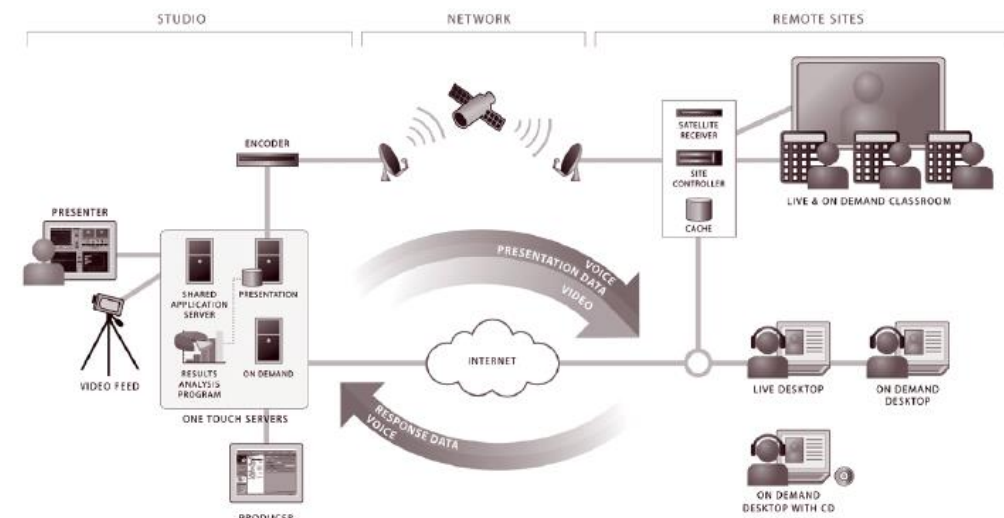 STUDIO
NETWORK
REMOTE SITES
ENCODER
SATELLITE
RECEIVER
SITE
CONTROLLER
CACHE
LIVE & ON DEMAND CLASSROOM
PRESENTER
SHARED
APPLICATION
SERVER
PRESENTATION
VIDEO FEED
RESULTS
ANALYSIS
PROGRAM
ON DEMAND
ONE TOUCH SERVERS
PRODUCER
VOICE
PRESENTATION DATA
VIDEO
INTERNET
RESPONSE DATA
VOICE
LIVE DESKTOP
ON DEMAND
DESKTOP
ON DEMAND
DESKTOP WITH CD